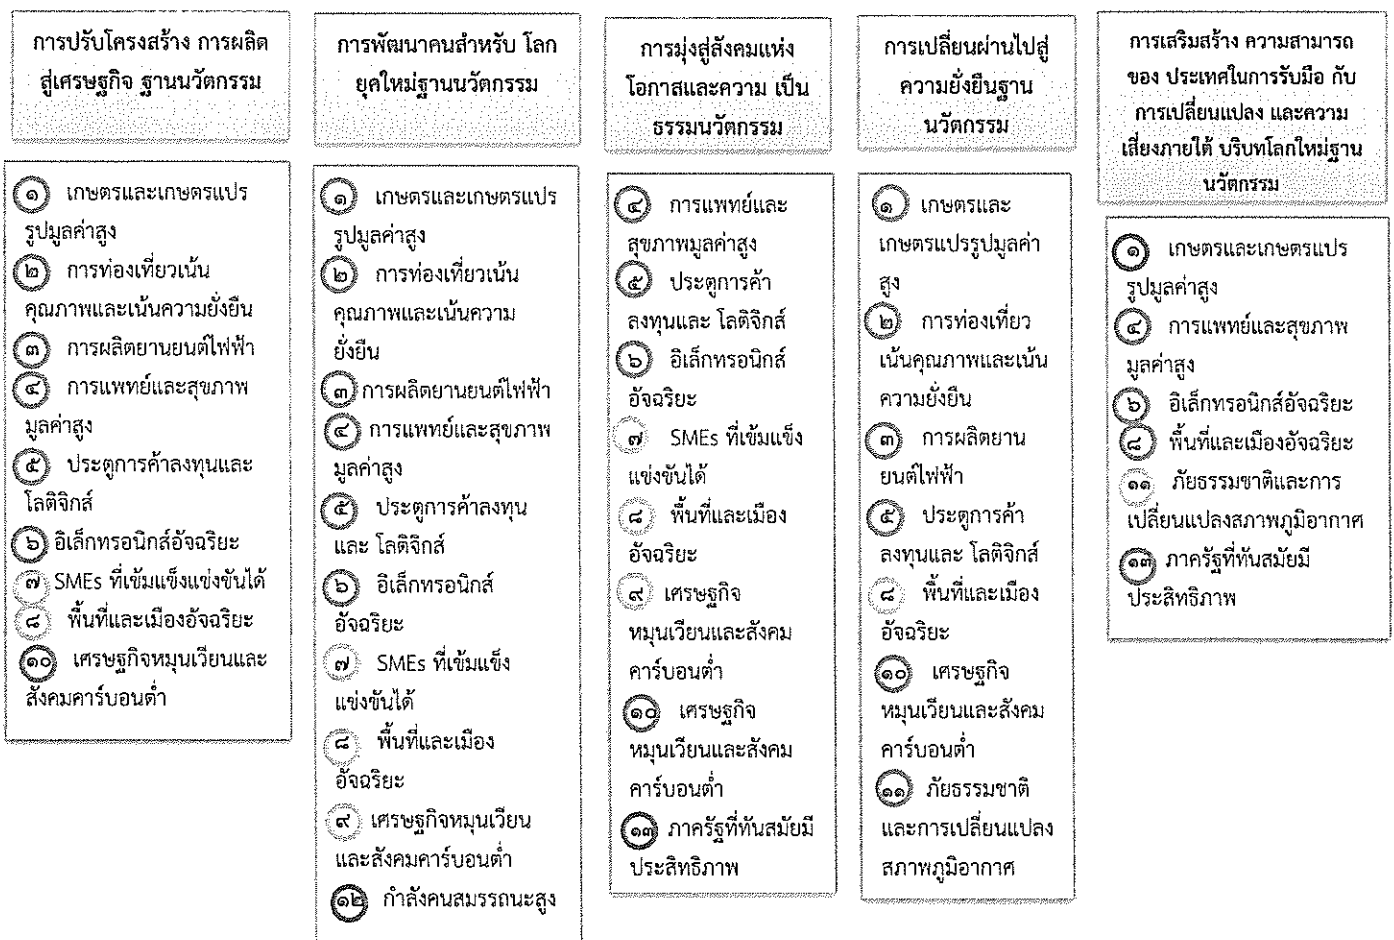 การปรับโครงสร้าง การผลิต
สู่เศรษฐกิจ ฐานนวัตกรรม
๑ เกษตรและเกษตรแปร
รูปมูลค่าสูง
๒ การท่องเที่ยวเน้น
คุณภาพและเน้นความยั่งยืน
๓ การผลิตยานยนต์ไฟฟ้า
๔ การแพทย์และสุขภาพ
มูลค่าสูง
๕ ประตูการค้าลงทุนและ
โลติจิกส์
๖ อิเล็กทรอนิกส์อัจฉริยะ
๗ SMEs ที่เข้มแข็งแข่งขันได้
๘ พื้นที่และเมืองอัจฉริยะ
๑๐ เศรษฐกิจหมุนเวียนและ
สังคมคาร์บอนต่ำ
การพัฒนาคนสำหรับ โลก
ยุคใหม่ฐานนวัตกรรม
๑ เกษตรและเกษตรแปร
รูปมูลค่าสูง
๒ การท่องเที่ยวเน้น
คุณภาพและเน้นความ
ยั่งยืน
๓ การผลิตยานยนต์ไฟฟ้า
๔ การแพทย์และสุขภาพ
มูลค่าสูง
๕ ประตูการค้าลงทุน
และ โลติจิกส์
๖ อิเล็กทรอนิกส์
อัจฉริยะ
๗ SMEs ที่เข้มแข็ง
แข่งขันได้
๘ พื้นที่และเมือง
อัจฉริยะ
๙ เศรษฐกิจหมุนเวียน
และสังคมคาร์บอนต่ำ
๑๒ กำลังคนสมรรถนะสูง
การมุ่งสู่สังคมแห่ง
โอกาสและความ เป็น
ธรรมนวัตกรรม
๔ การแพทย์และ
สุขภาพมูลค่าสูง
๕ ประตูการค้า
ลงทุนและ โลติจิกส์
๖ อิเล็กทรอนิกส์
อัจฉริยะ
๗ SMEs ที่เข้มแข็ง
แข่งขันได้
๘ พื้นที่และเมือง
อัจฉริยะ
๙ เศรษฐกิจ
หมุนเวียนและสังคม
คาร์บอนต่ำ
๑๐ เศรษฐกิจ
หมุนเวียนและสังคม
คาร์บอนต่ำ
๑๓ ภาครัฐที่ทันสมัยมี
ประสิทธิภาพ
การเปลี่ยนผ่านไปสู่
ความยั่งยืนฐาน
นวัตกรรม
๑ เกษตรและ
เกษตรแปรรูปมูลค่า
สูง
๒ การท่องเที่ยว
เน้นคุณภาพและเน้น
ความยั่งยืน
๓ การผลิตยาน
ยนต์ไฟฟ้า
๕ ประตูการค้า
ลงทุนและ โลติจิกส์
๘ พื้นที่และเมือง
อัจฉริยะ
๑๐ เศรษฐกิจ
หมุนเวียนและสังคม
คาร์บอนต่ำ
๑๑ ภัยธรรมชาติ
และการเปลี่ยนแปลง
สภาพภูมิอากาศ
การเสริมสร้าง ความสามารถ
ของ ประเทศในการรับมือ กับ
การเปลี่ยนแปลง และความ
เสี่ยงภายใต้ บริบทโลกใหม่ฐาน
นวัตกรรม
๑ เกษตรและเกษตรแปร
รูปมูลค่าสูง
๔ การแพทย์และสุขภาพ
มูลค่าสูง
๖ อิเล็กทรอนิกส์อัจฉริยะ
๘ พื้นที่และเมืองอัจฉริยะ
๑๑ ภัยธรรมชาติและการ
เปลี่ยนแปลงสภาพภูมิอากาศ
๑๓ ภาครัฐที่ทันสมัยมี
ประสิทธิภาพ